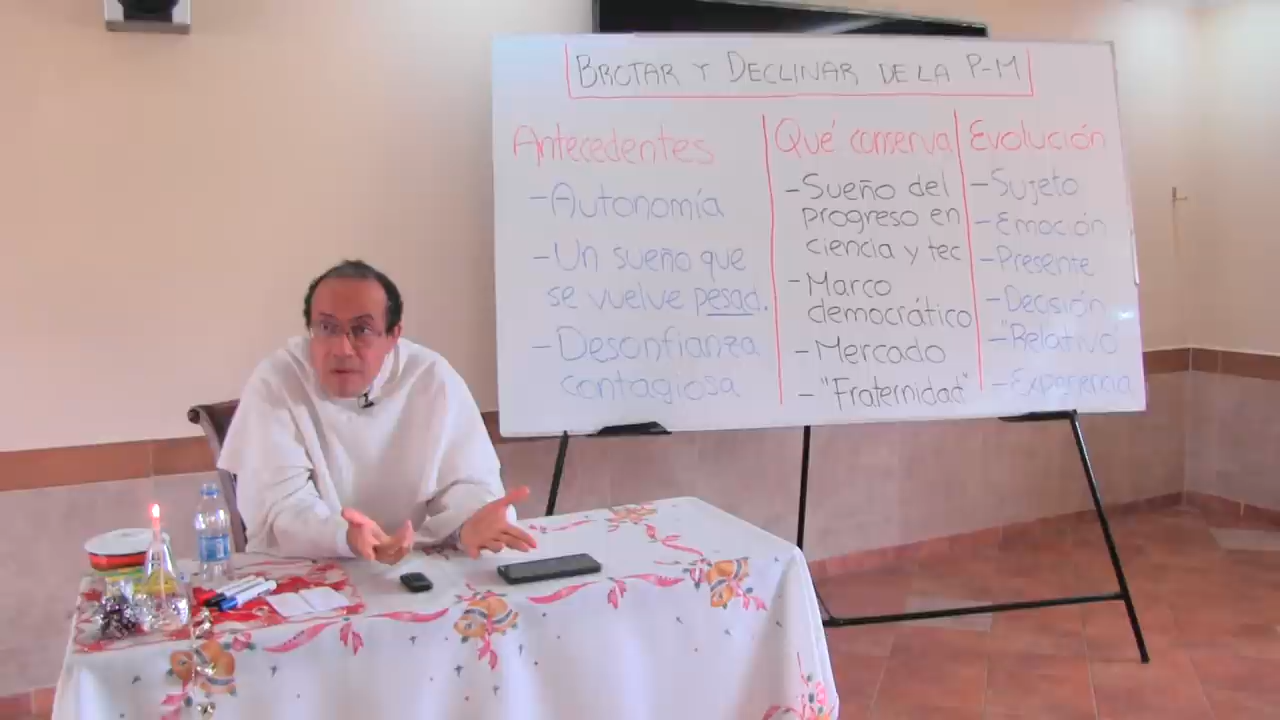 BROTAR Y DECLINAR DE LA P-M
Antecedentes
-Autonomía
-Un sueño que
se vuelve pesad.
-Desconfianza
contagiosa
Qué conserva
-Sueño del
progreso en
ciencia y tec
-Marco
democrático
-Mercado
-"Fraternidad"
Evolución
-Sujeto
-Emoción
-Presente
-Decisión
-"Relativo"
-Experiencia